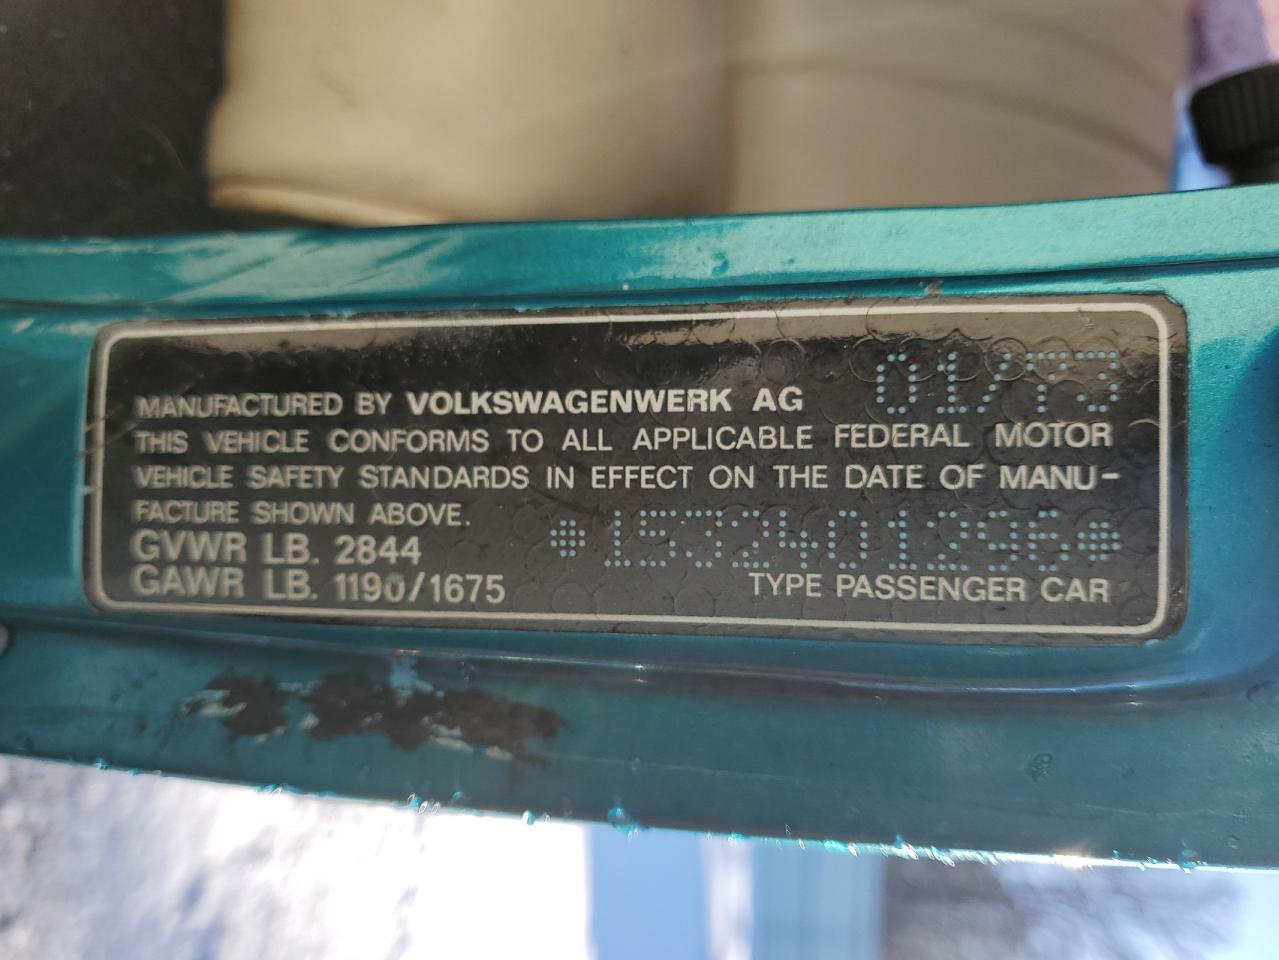 01/73
MANUFACTURED BY VOLKSWAGENWERK AG
THIS VEHICLE CONFORMS TO ALL APPLICABLE FEDERAL MOTOR
VEHICLE SAFETY STANDARDS IN EFFECT ON THE DATE OF MANU-
FACTURE SHOWN ABOVE.
*1532401296*
GVWR LB. 2844
GAWR LB. 1190/1675
TYPE PASSENGER CAR